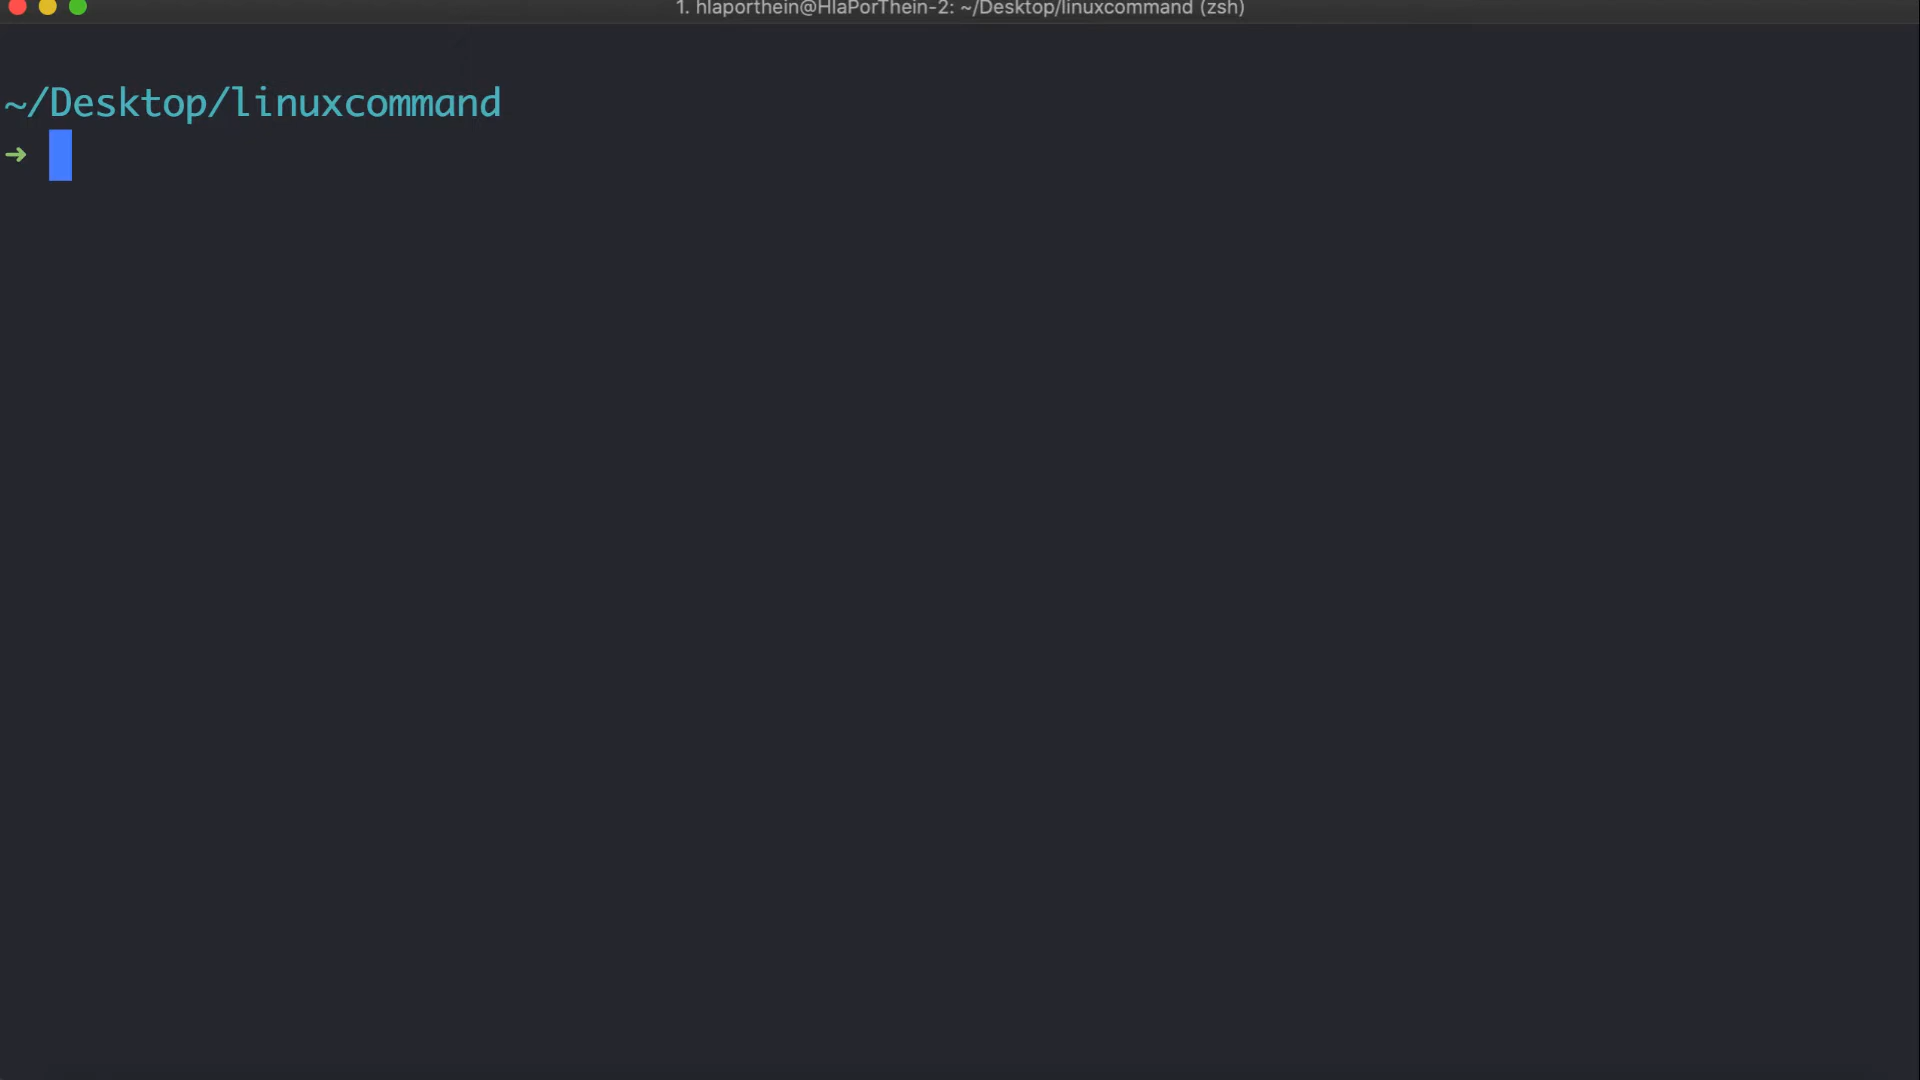 1. hlaporthein@HlaPorThein-2: ~/Desktop/linuxcommand (zsh)
~/Desktop/linuxcommand
➜